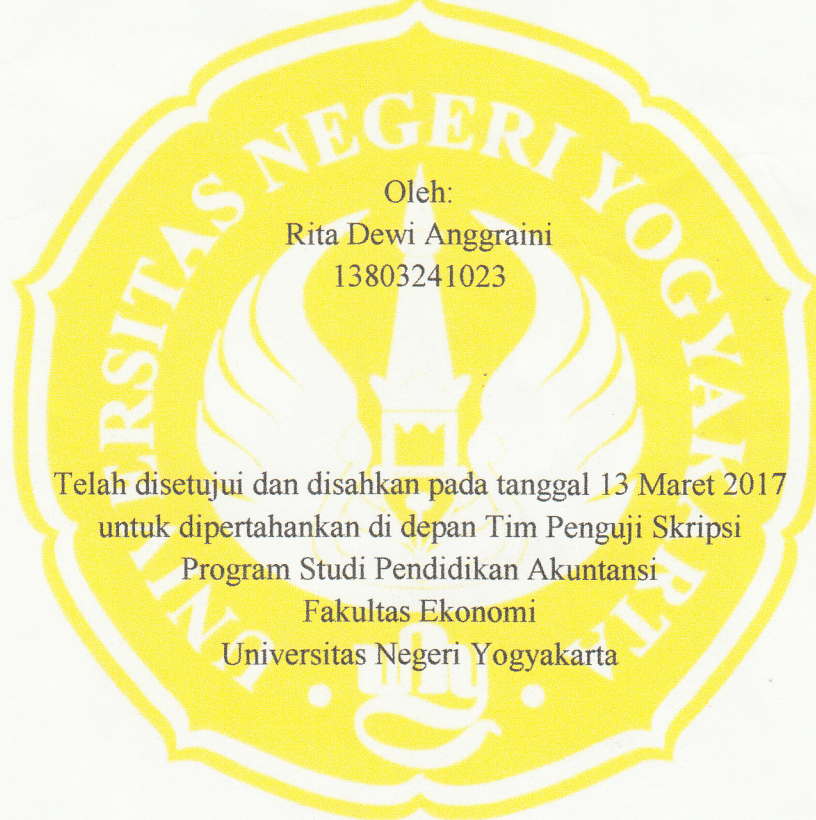 UNIVERSITAS NEGERI YOGYAKARTA
Oleh:
Rita Dewi Anggraini
13803241023
Telah disetujui dan disahkan pada tanggal 13 Maret 2017
untuk dipertahankan di depan Tim Penguji Skripsi
Program Studi Pendidikan Akuntansi
Fakultas Ekonomi
Universitas Negeri Yogyakarta